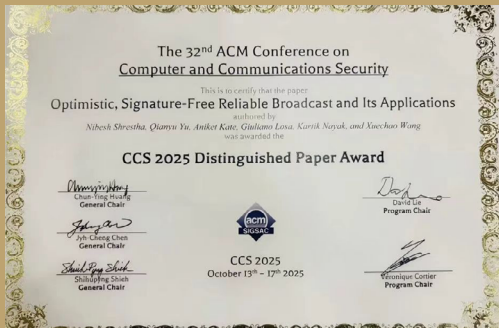 The 32nd ACM Conference on
Computer and Communications Security
This is to certify that the paper
Optimistic, Signature-Free Reliable Broadcast and Its Applications
authored by
Nibesh Shrestha, Qianyu Yu, Aniket Kate, Giuliano Losa, Kartik Nayak, and Xuechao Wang
was awarded the
CCS 2025 Distinguished Paper Award
Chun-Ying Huang
General Chair
David Lie
Program Chair
Jyh-Cheng Chen
General Chair
acm
SIGSAC
Shiuhpyng Shieh
General Chair
CCS 2025
October 13th - 17th 2025
Véronique Cortier
Program Chair